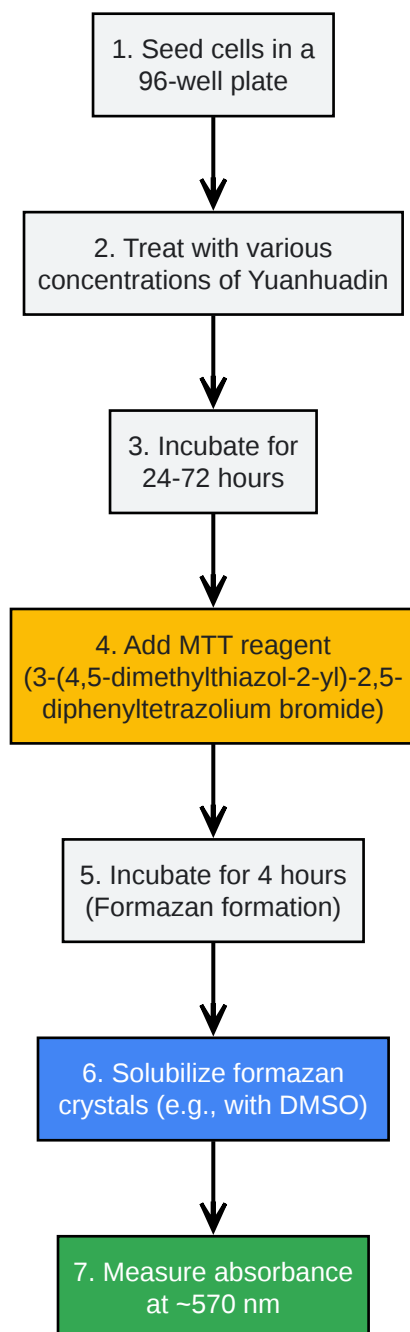 1. Seed cells in a
96-well plate
2. Treat with various
concentrations of Yuanhuadin
3. Incubate for
24-72 hours
4. Add MTT reagent
(3-(4,5-dimethylthiazol-2-yl)-2,5-
diphenyltetrazolium bromide)
5. Incubate for 4 hours
(Formazan formation)
6. Solubilize formazan
crystals (e.g., with DMSO)
7. Measure absorbance
at ~570 nm